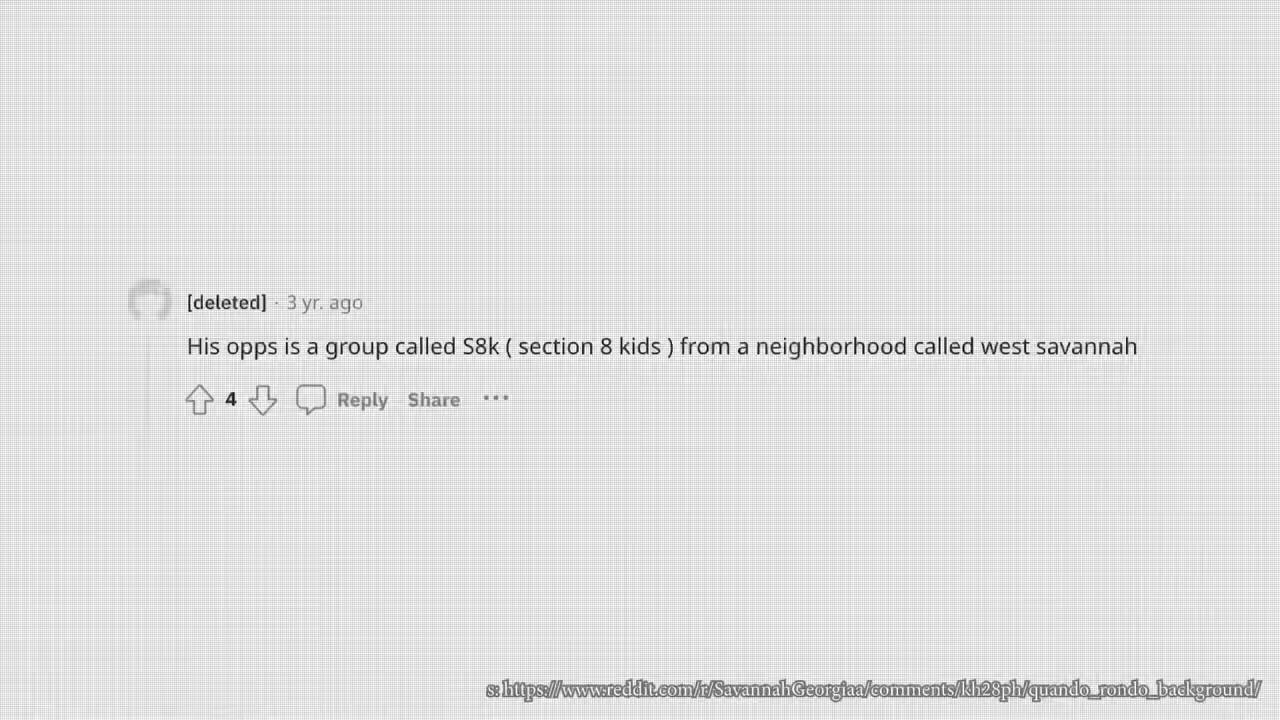 [deleted] · 3 yr. ago
His opps is a group called S8k ( section 8 kids ) from a neighborhood called west savannah
4 Reply Share ···
s: https://www.reddit.com/r/SavannahGeorgiaa/comments/kh28ph/quando_rondo_background/